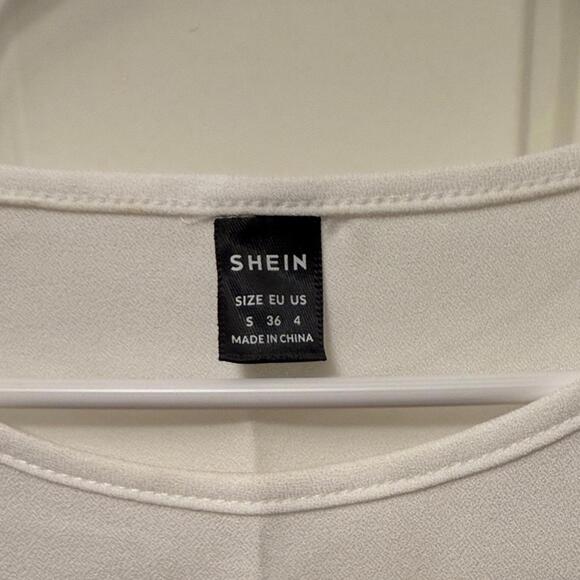 SHEIN
SIZE EU US
S 36 4
MADE IN CHINA